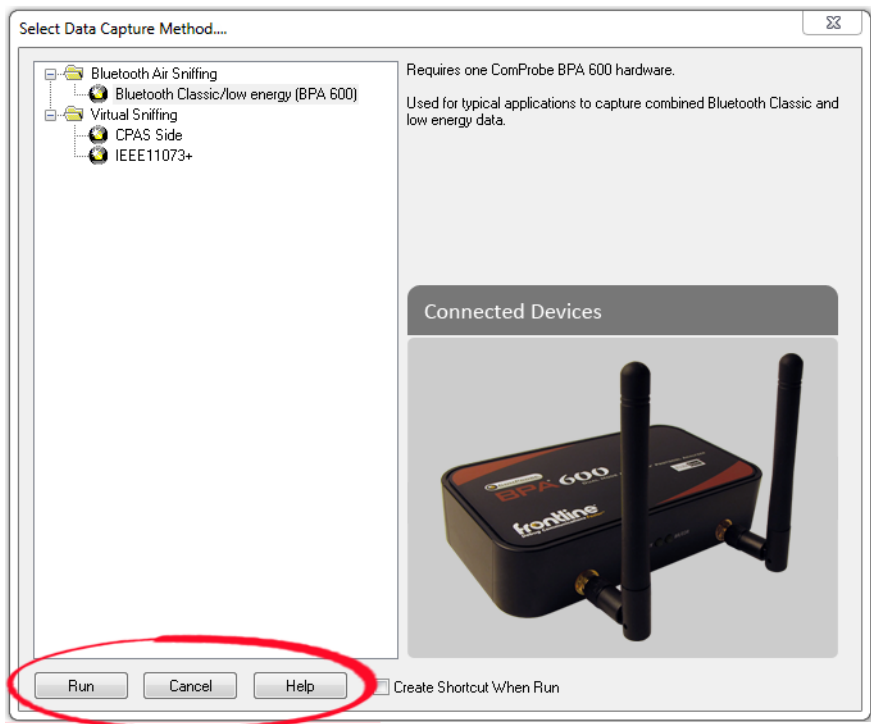 Select Data Capture Method....
Bluetooth Air Sniffing
Bluetooth Classic/low energy (BPA 600)
Virtual Sniffing
CPAS Side
IEEE11073+
Requires one ComProbe BPA 600 hardware.
Used for typical applications to capture combined Bluetooth Classic and
low energy data.
Connected Devices
BPA 600
frontline
Run
Cancel
Help
Create Shortcut When Run